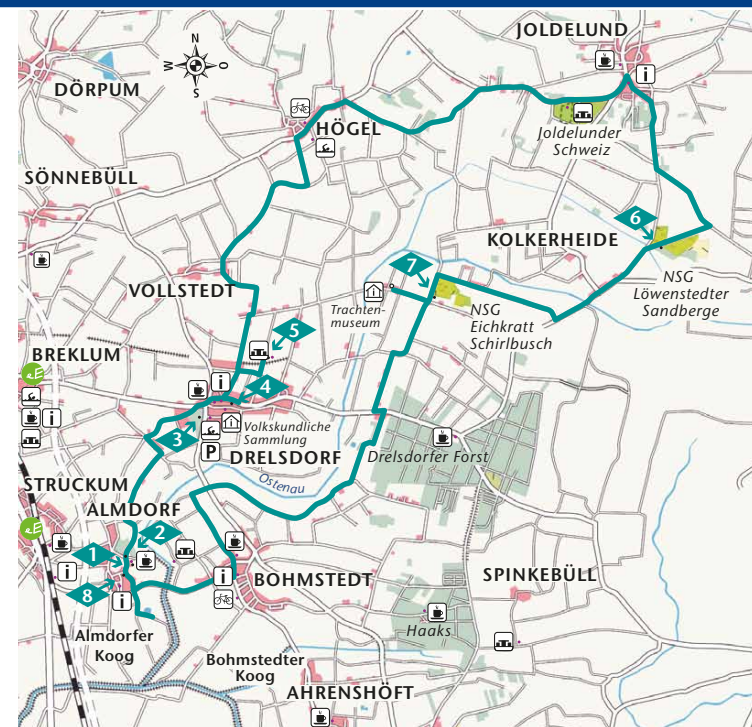 JOLDELUND
i
N
W
O
S
DÖRPUM
HÖGEL
Joldelunder
Schweiz
SÖNNEBÜLL
6
KOLKERHEIDE
7
VOLLSTEDT
NSG
Löwenstedter
Sandberge
Trachten-
museum
i
NSG
Eichkratt
Schirlbusch
5
BREKLUM
i
4
i
3
Volkskundliche
Sammlung
P
DRELSDORF
Drelsdorfer Forst
STRUCKUM
Ostenau
ALMDORF
2
1
i
i
8
i
BOHMSTEDT
SPINKEBÜLL
Almdorfer
Koog
Haaks
Bohmstedter
Koog
AHRENSHÖFT